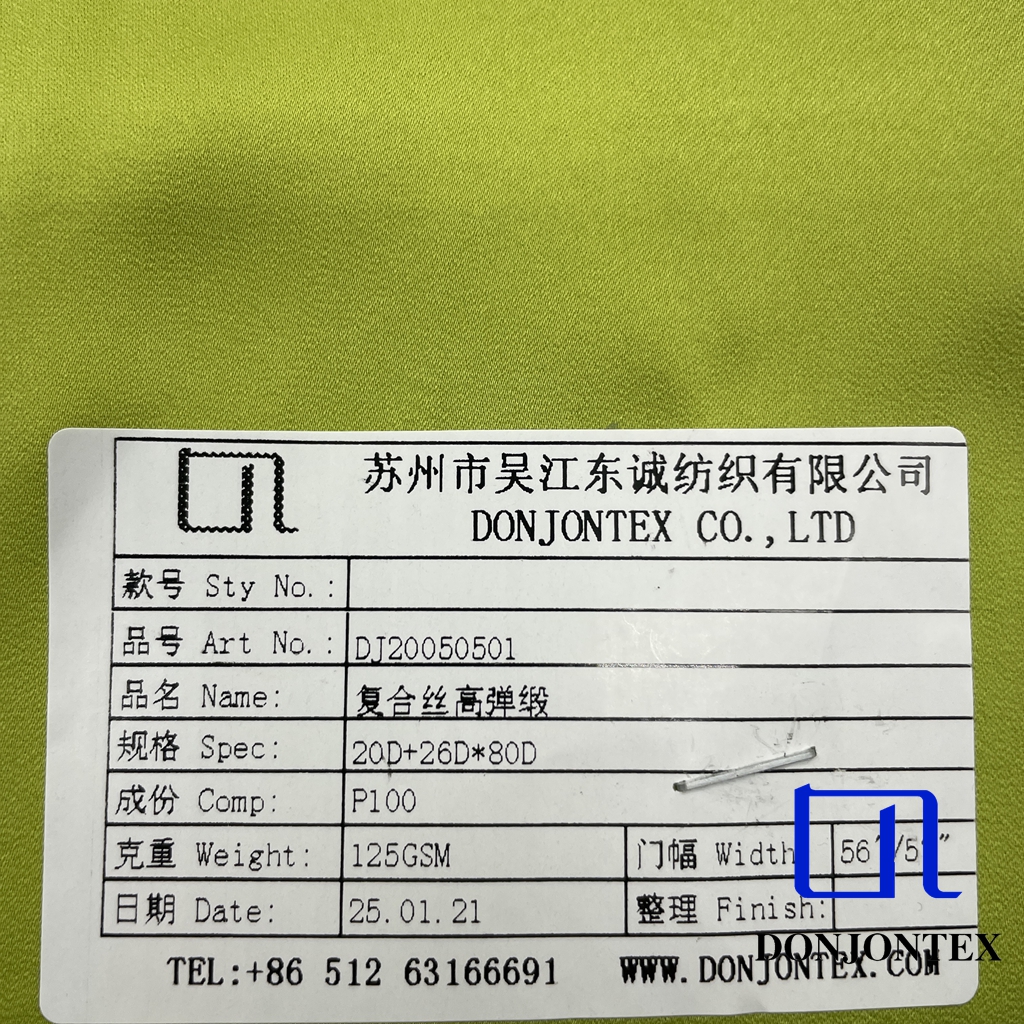 苏州市吴江东诚纺织有限公司
DONJONTEX CO.,LTD
款号 Sty No.:
品号 Art No.: DJ20050501
品名 Name: 复合丝高弹缎
规格 Spec: 20D+26D*80D
成份 Comp: P100
克重 Weight: 125GSM 门幅 Width 56"/5
日期 Date: 25.01.21 整理 Finish:
TEL:+86 512 63166691 WWW.DONJONTEX.COM
DONJONTEX